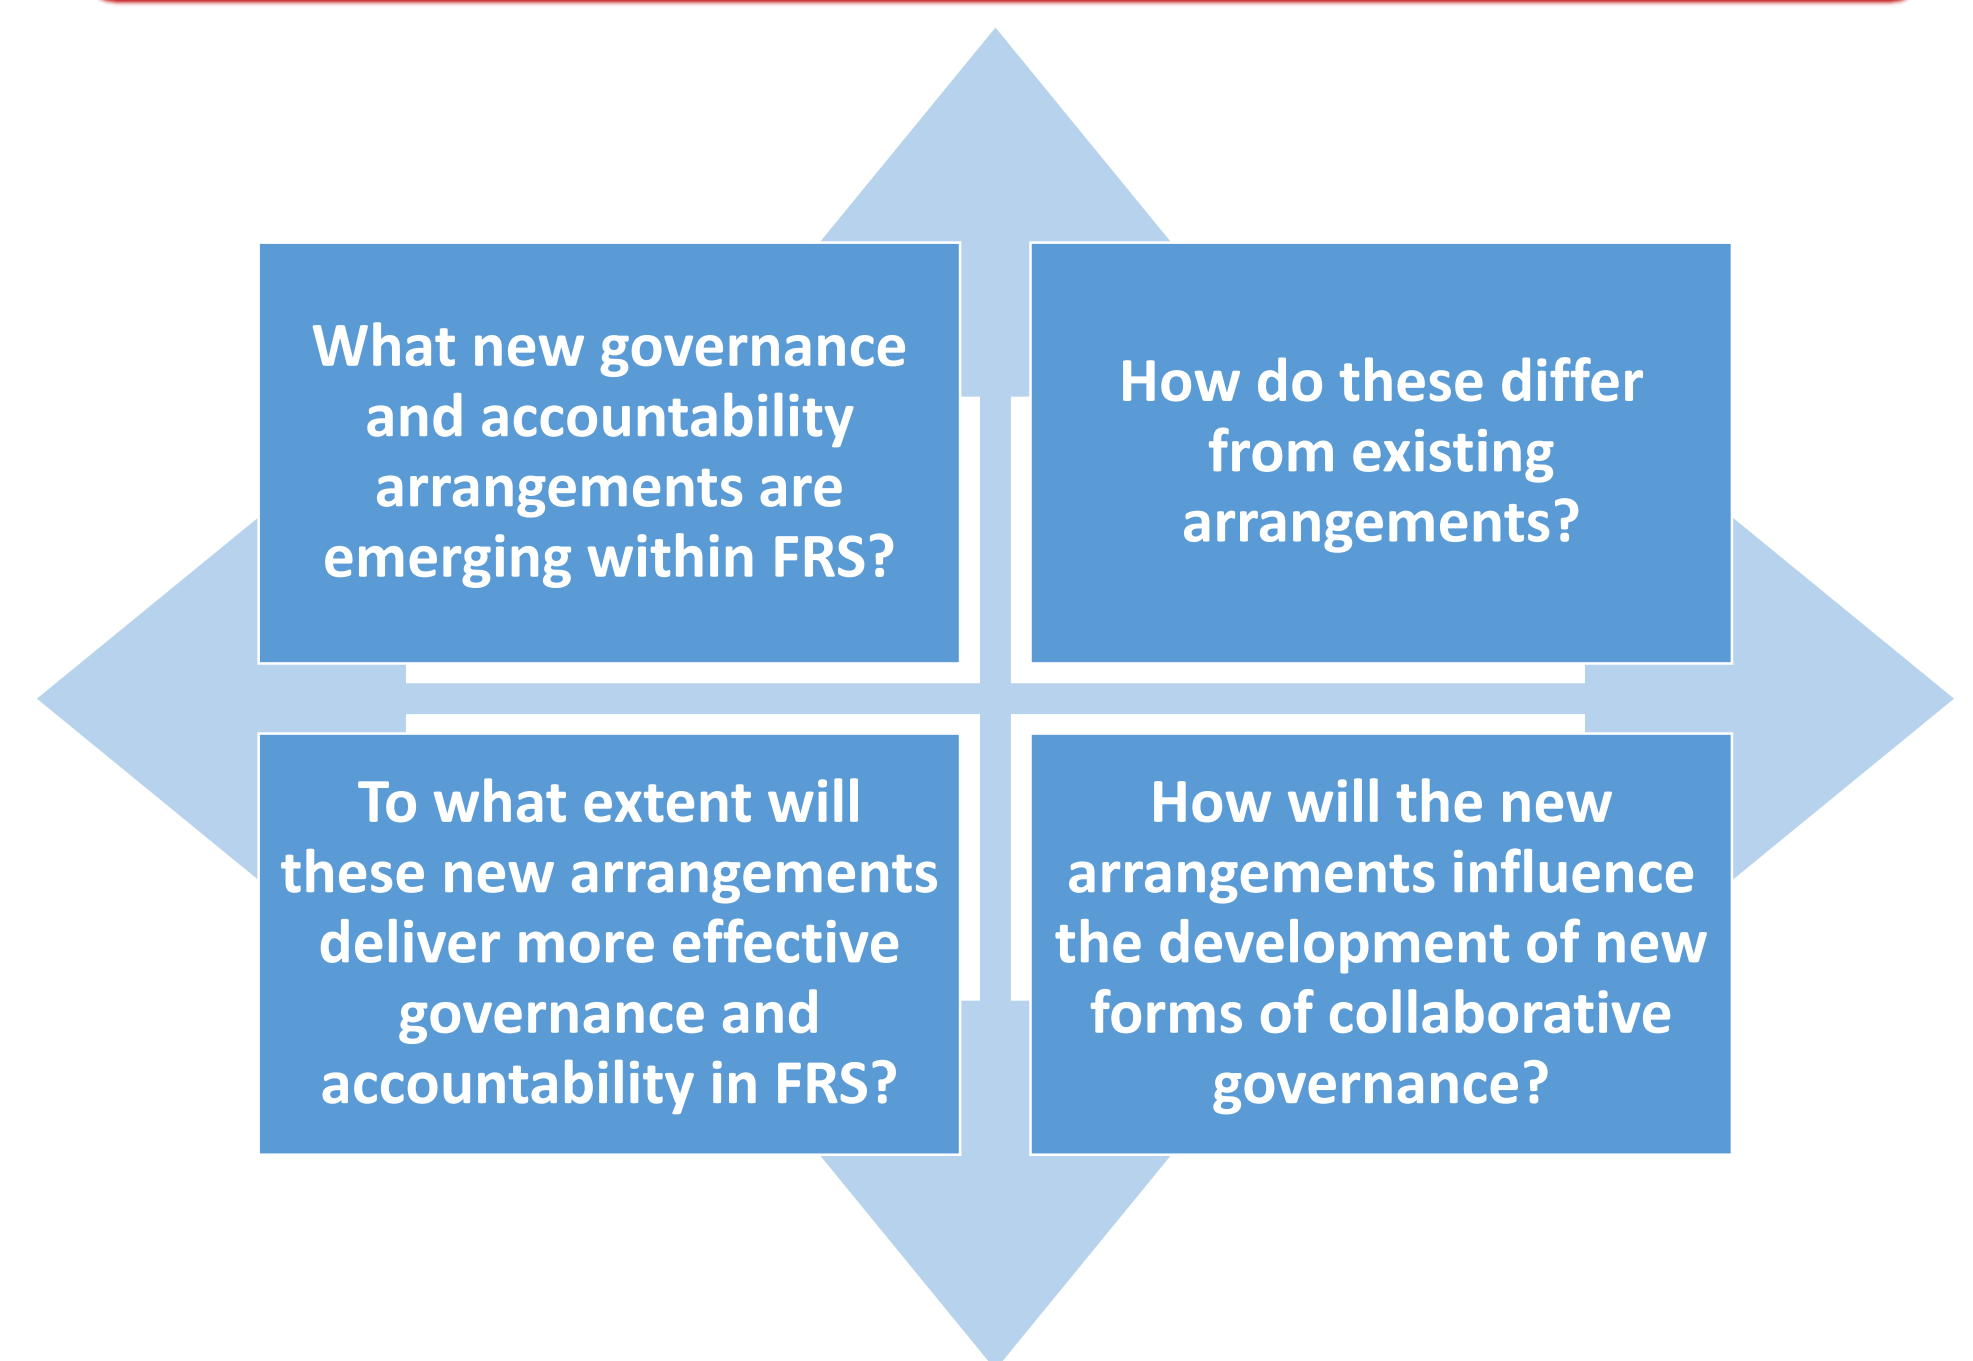 What new governance
and accountability
arrangements are
emerging within FRS?
How do these differ
from existing
arrangements?
To what extent will
these new arrangements
deliver more effective
governance and
accountability in FRS?
How will the new
arrangements influence
the development of new
forms of collaborative
governance?